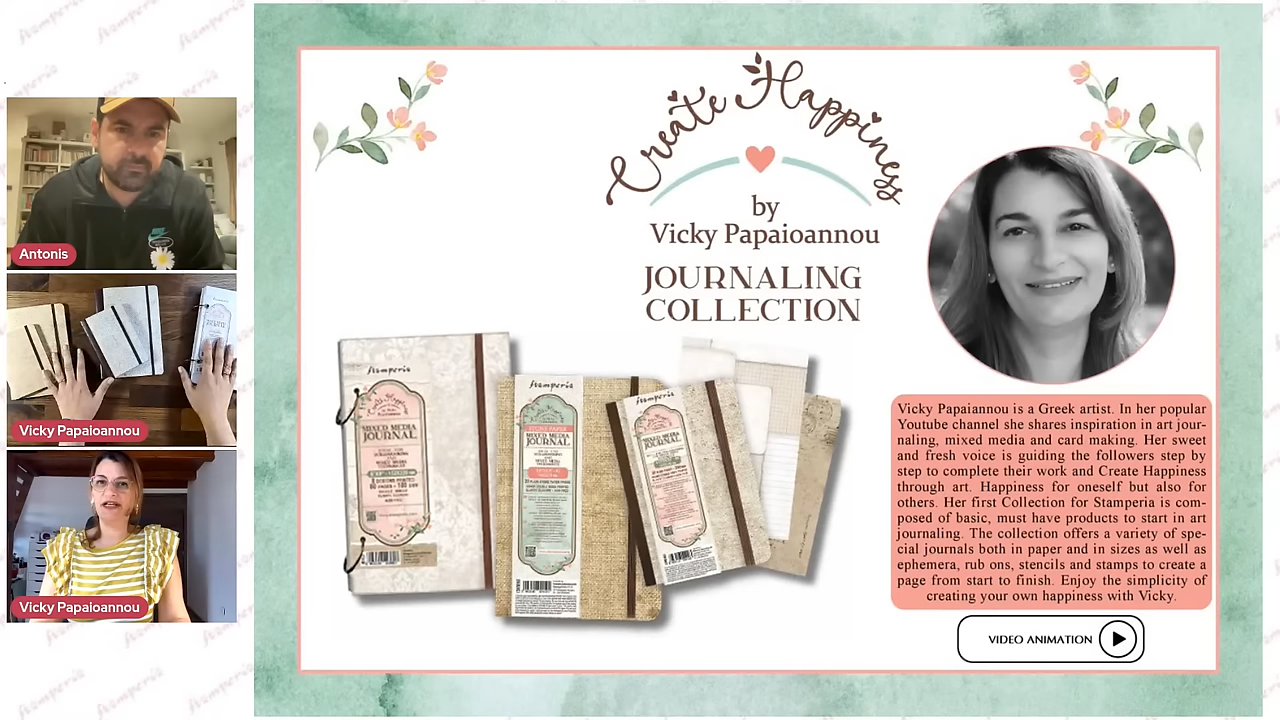 Antonis
Vicky Papaioannou
Vicky Papaioannou
Create Happiness
by
Vicky Papaioannou
JOURNALING
COLLECTION
stamperia
MIXED MEDIA
JOURNAL
stamperia
MIXED MEDIA
JOURNAL
stamperia
MIXED MEDIA
JOURNAL
Vicky Papaiannou is a Greek artist. In her popular
Youtube channel she shares inspiration in art jour-
naling, mixed media and card making. Her sweet
and fresh voice is guiding the followers step by
step to complete their work and Create Happiness
through art. Happiness for oneself but also for
others. Her first Collection for Stamperia is com-
posed of basic, must have products to start in art
journaling. The collection offers a variety of spe-
cial journals both in paper and in sizes as well as
ephemera, rub ons, stencils and stamps to create a
page from start to finish. Enjoy the simplicity of
creating your own happiness with Vicky.
VIDEO ANIMATION